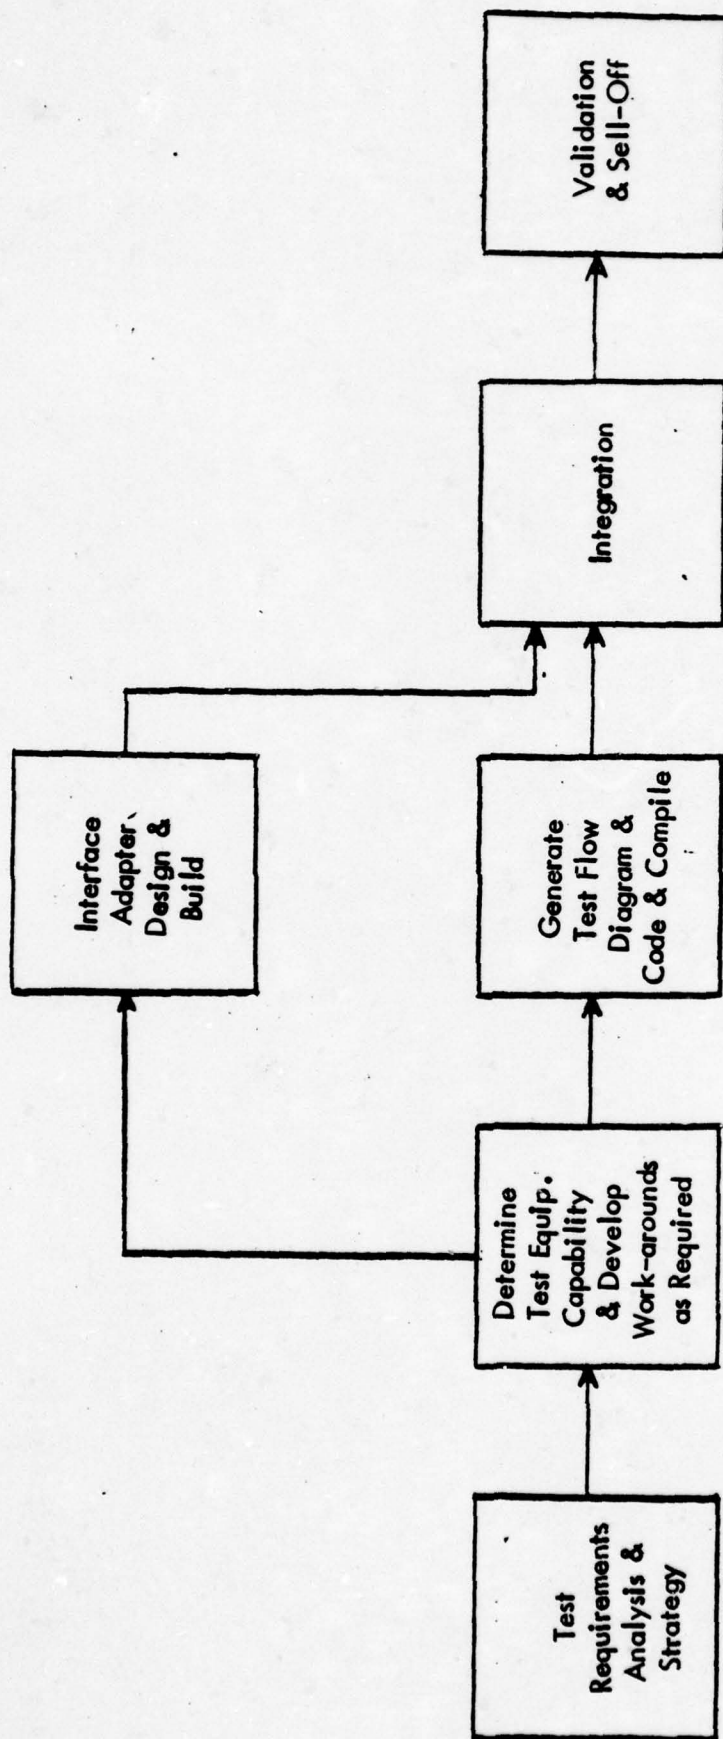 Test
Requirements
Analysis &
Strategy
Determine
Test Equip.
Capability
& Develop
Work-arounds
as Required
Interface
Adapter
Design &
Build
Generate
Test Flow
Diagram &
Code & Compile
Integration
Validation
& Sell-Off